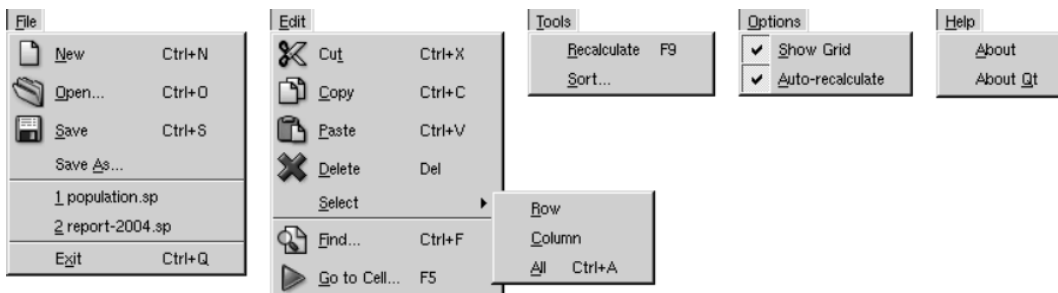 File
New Ctrl+N
Open... Ctrl+O
Save Ctrl+S
Save As...
1 population.sp
2 report-2004.sp
Exit Ctrl+Q
Edit
Cut Ctrl+X
Copy Ctrl+C
Paste Ctrl+V
Delete Del
Select
Find... Ctrl+F
Go to Cell... F5
Row
Column
All Ctrl+A
Tools
Recalculate F9
Sort...
Options
Show Grid
Auto-recalculate
Help
About
About Qt